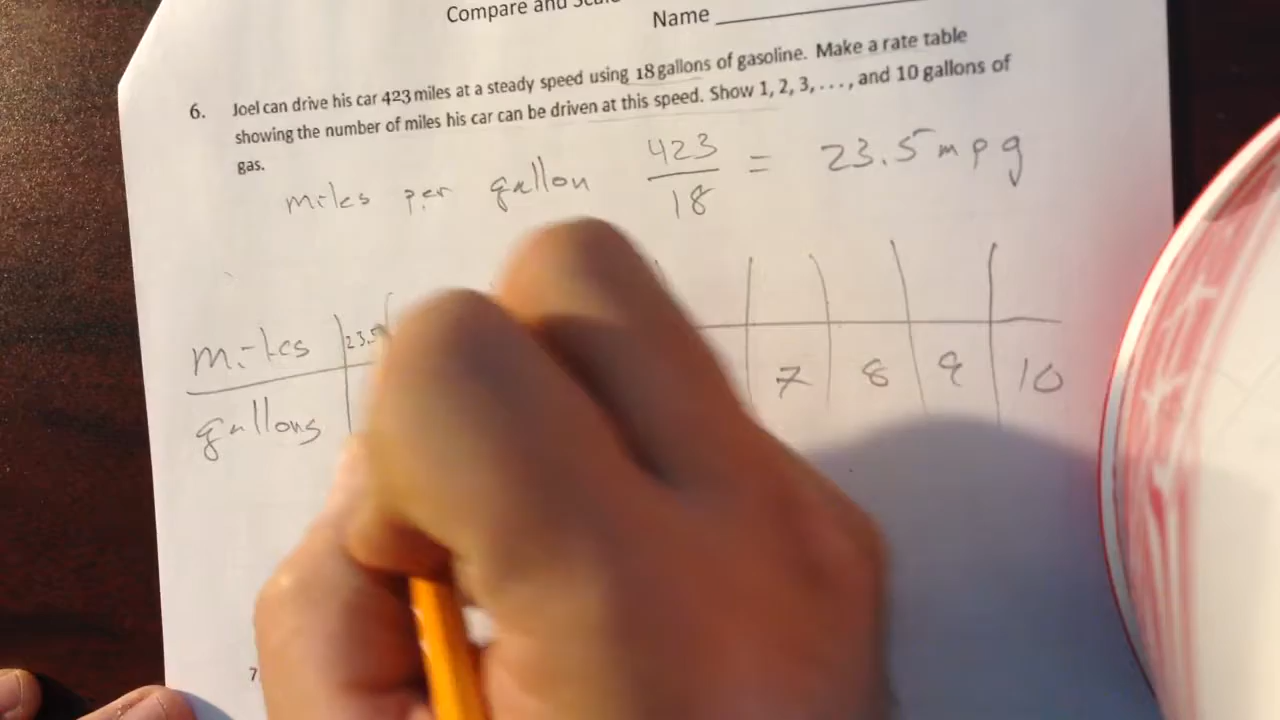 Compare and Scale
Name
6. Joel can drive his car 423 miles at a steady speed using 18 gallons of gasoline. Make a rate table
showing the number of miles his car can be driven at this speed. Show 1, 2, 3, . . . , and 10 gallons of
gas.
miles per gallon 423 / 18 = 23.5 mpg
miles 23.5
gallons 7 8 9 10
7